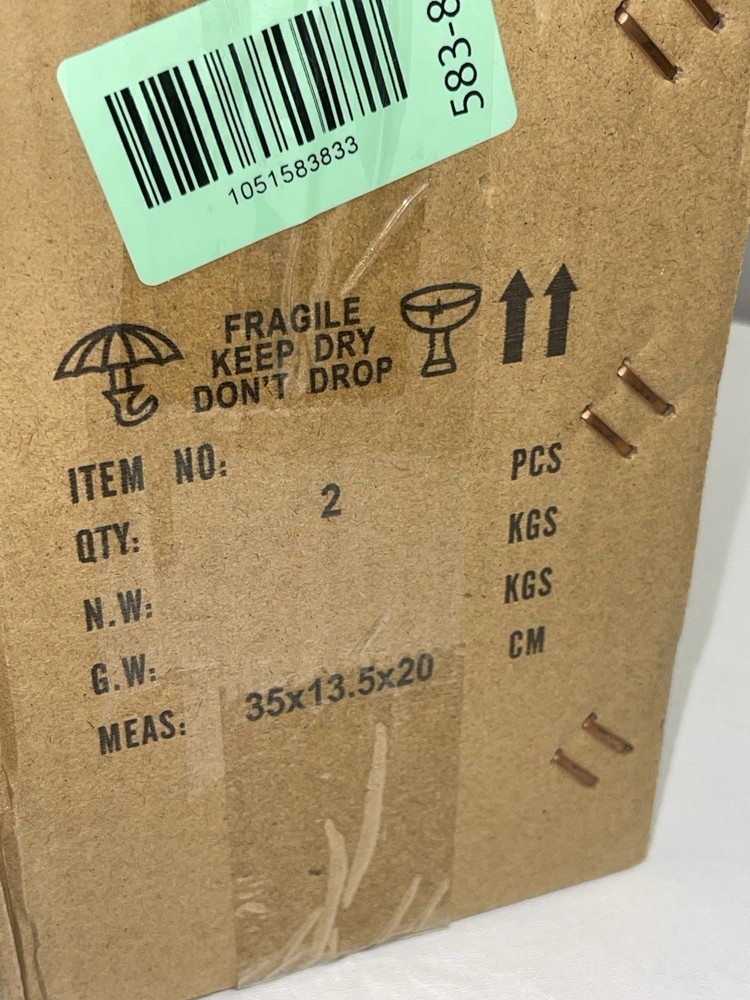 583-8
1051583833
FRAGILE
KEEP DRY
DON'T DROP
ITEM NO:
QTY: 2 PCS
N.W: KGS
G.W: KGS
MEAS: 35x13.5x20 CM